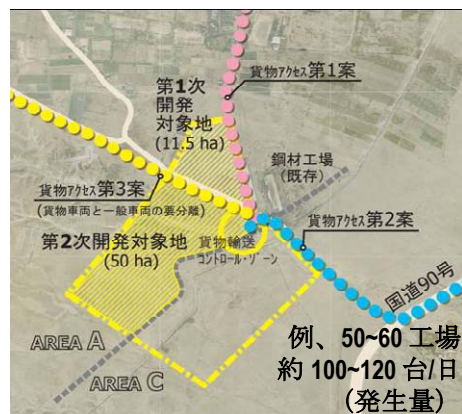 貨物アクセス第1案
第1次
開発
対象地
(11.5 ha)
鋼材工場
(既存)
貨物アクセス第3案
(貨物車両と一般車両の要分離)
貨物アクセス第2案
第2次開発対象地
(50 ha)
貨物輸送
コントロール・ゾーン
国道90号
AREA A
AREA C
例、50~60 工場
約 100~120 台/日
(発生量)